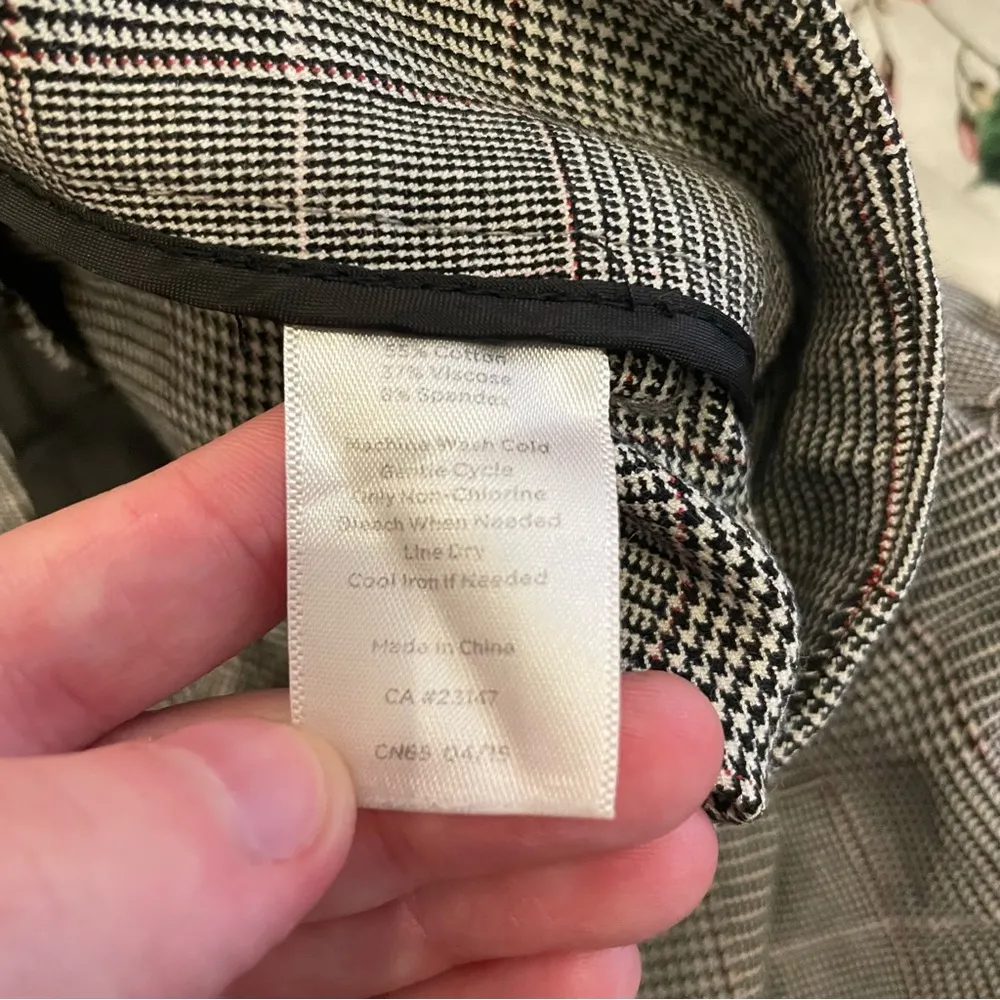 55% Cotton
37% Viscose
8% Spandex
Machine Wash Cold
Gentle Cycle
Only Non-Chlorine
Bleach When Needed
Line Dry
Cool Iron If Needed
Made in China
CA #23147
CN65 04/15